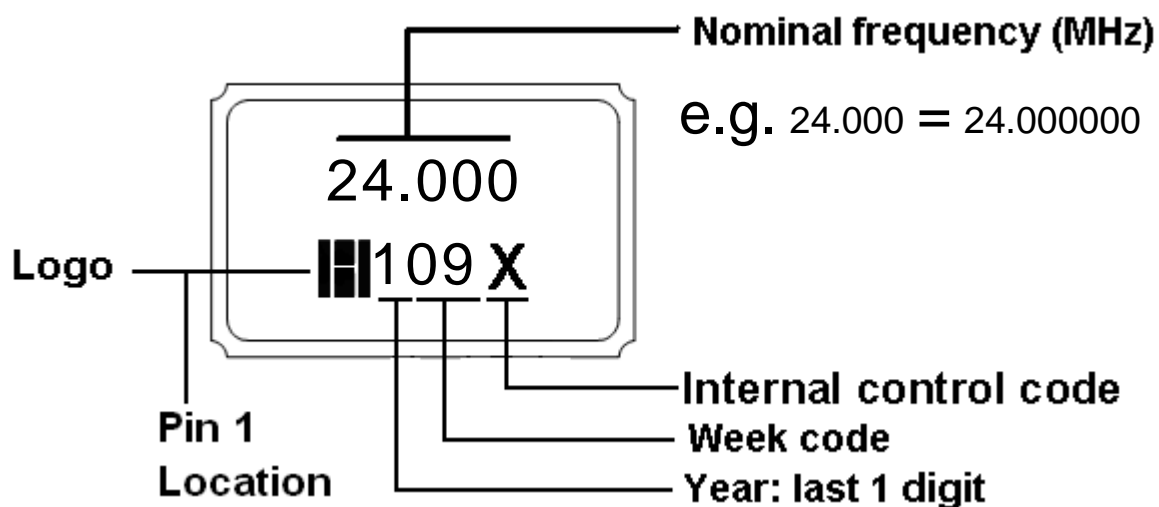 Nominal frequency (MHz)
e.g. 24.000 = 24.000000
24.000
Logo
109 X
Internal control code
Pin 1
Location
Week code
Year: last 1 digit